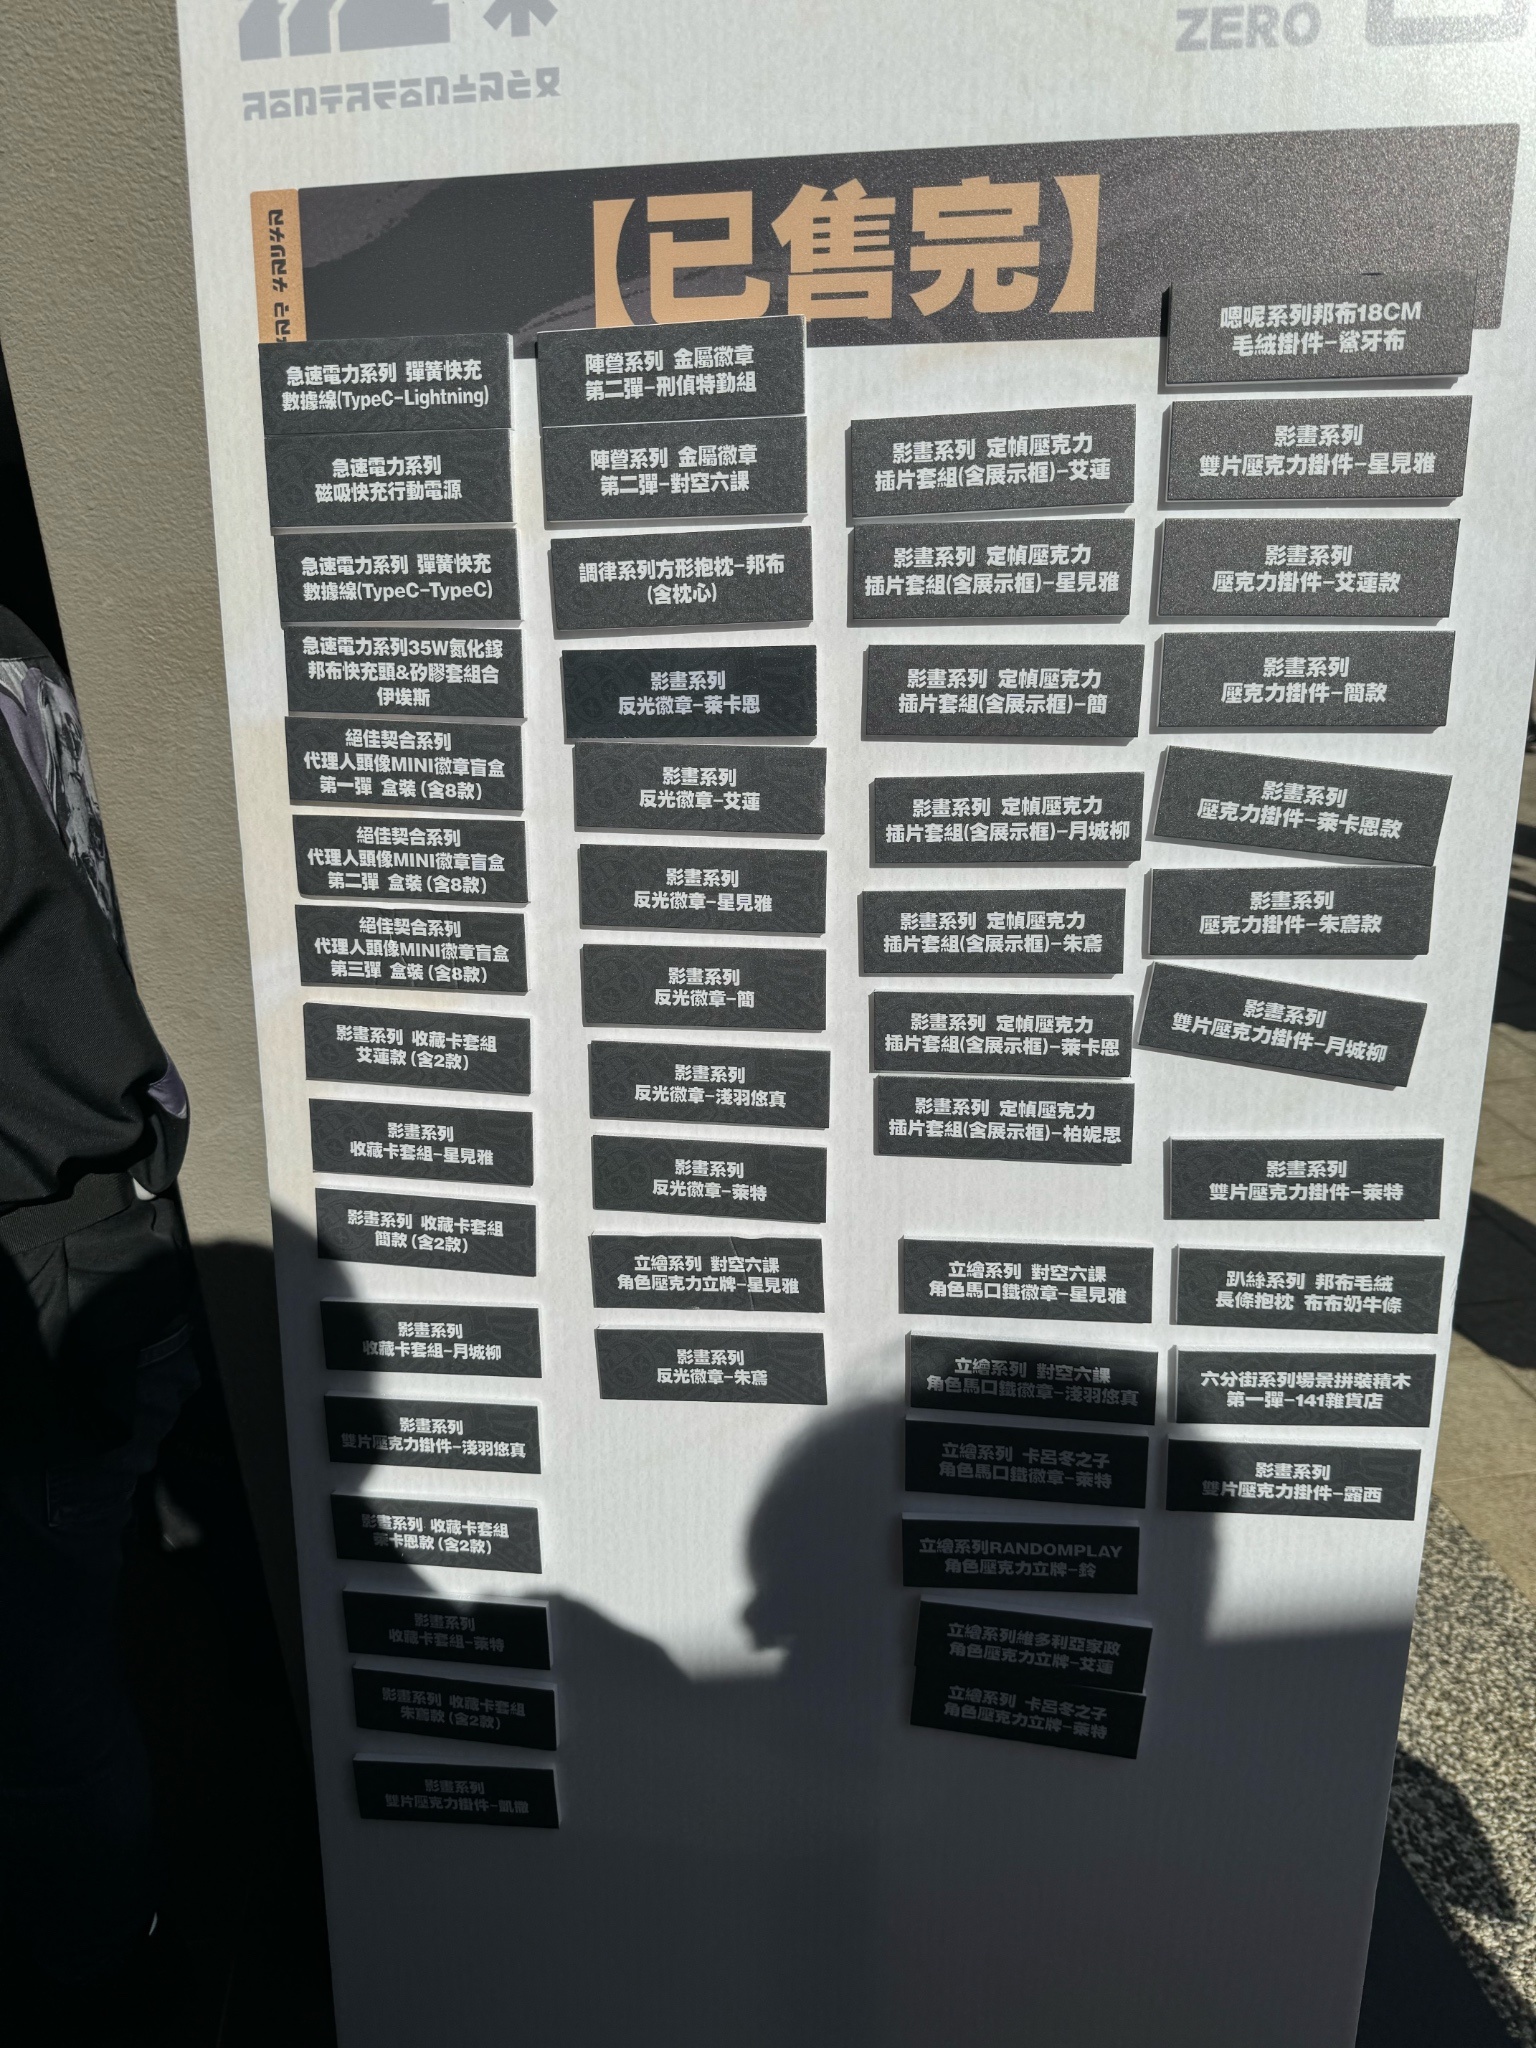 ZERO
【已售完】
急速電力系列 彈簧快充
數據線(TypeC-Lightning)
急速電力系列
磁吸快充行動電源
急速電力系列 彈簧快充
數據線(TypeC-TypeC)
急速電力系列35W氮化鎵
邦布快充頭&矽膠套組合
伊埃斯
絕佳契合系列
代理人頭像MINI徽章盲盒
第一彈 盒裝(含8款)
絕佳契合系列
代理人頭像MINI徽章盲盒
第二彈 盒裝(含8款)
絕佳契合系列
代理人頭像MINI徽章盲盒
第三彈 盒裝(含8款)
影畫系列 收藏卡套組
艾蓮款(含2款)
影畫系列
收藏卡套組-星見雅
影畫系列 收藏卡套組
簡款(含2款)
影畫系列
收藏卡套組-月城柳
影畫系列
雙片壓克力掛件-淺羽悠真
影畫系列 收藏卡套組
萊卡恩款(含2款)
影畫系列
收藏卡套組-萊特
影畫系列 收藏卡套組
朱鳶款(含2款)
影畫系列
雙片壓克力掛件-凱撒
陣營系列 金屬徽章
第二彈-刑偵特勤組
陣營系列 金屬徽章
第二彈-對空六課
調律系列方形抱枕-邦布
(含枕心)
影畫系列
反光徽章-萊卡恩
影畫系列
反光徽章-艾蓮
影畫系列
反光徽章-星見雅
影畫系列
反光徽章-簡
影畫系列
反光徽章-淺羽悠真
影畫系列
反光徽章-萊特
立繪系列 對空六課
角色壓克力立牌-星見雅
影畫系列
反光徽章-朱鳶
影畫系列 定幀壓克力
插片套組(含展示框)-艾蓮
影畫系列 定幀壓克力
插片套組(含展示框)-星見雅
影畫系列 定幀壓克力
插片套組(含展示框)-簡
影畫系列 定幀壓克力
插片套組(含展示框)-月城柳
影畫系列 定幀壓克力
插片套組(含展示框)-朱鳶
影畫系列 定幀壓克力
插片套組(含展示框)-萊卡恩
影畫系列 定幀壓克力
插片套組(含展示框)-柏妮思
立繪系列 對空六課
角色馬口鐵徽章-星見雅
立繪系列 對空六課
角色馬口鐵徽章-淺羽悠真
立繪系列 卡呂冬之子
角色馬口鐵徽章-萊特
立繪系列RANDOMPLAY
角色壓克力立牌-鈴
立繪系列維多利亞家政
角色壓克力立牌-艾蓮
立繪系列 卡呂冬之子
角色壓克力立牌-萊特
嗯呢系列邦布18CM
毛絨掛件-鯊牙布
影畫系列
雙片壓克力掛件-星見雅
影畫系列
壓克力掛件-艾蓮款
影畫系列
壓克力掛件-簡款
影畫系列
壓克力掛件-萊卡恩款
影畫系列
壓克力掛件-朱鳶款
影畫系列
雙片壓克力掛件-月城柳
影畫系列
雙片壓克力掛件-萊特
趴絲系列 邦布毛絨
長條抱枕 布布奶牛條
六分街系列場景拼裝積木
第一彈-141雜貨店
影畫系列
雙片壓克力掛件-露西